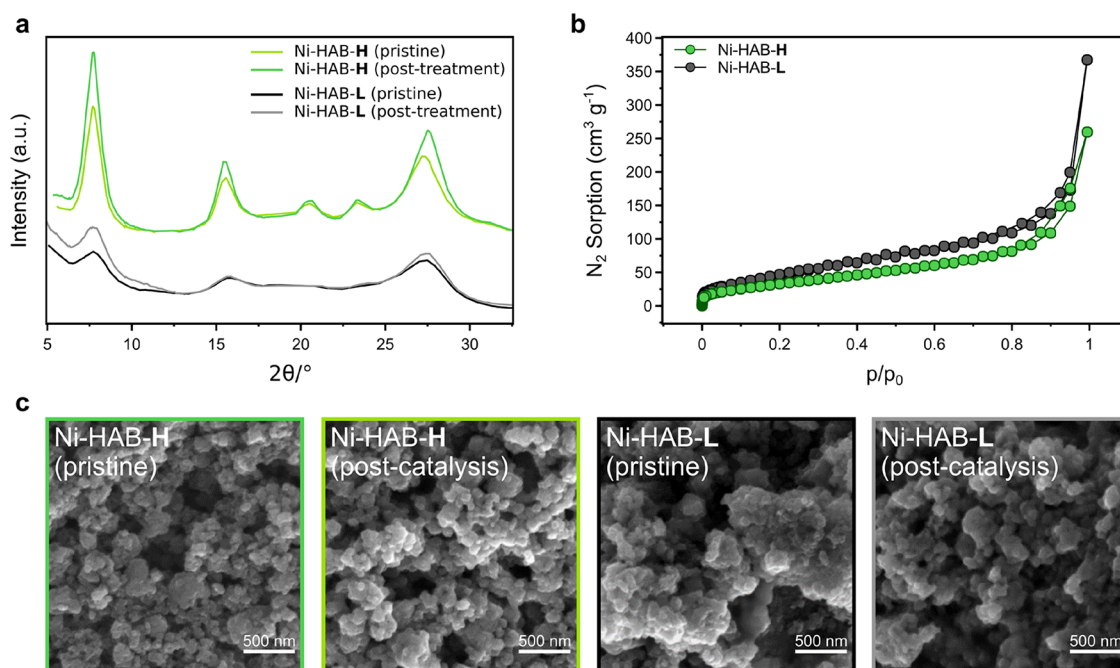 a
Ni-HAB-H (pristine)
Ni-HAB-H (post-treatment)
Ni-HAB-L (pristine)
Ni-HAB-L (post-treatment)
Intensity (a.u.)
5 10 15 20 25 30
2θ/°
b
Ni-HAB-H
Ni-HAB-L
N₂ Sorption (cm³ g⁻¹)
400
350
300
250
200
150
100
50
0
0 0.2 0.4 0.6 0.8 1
p/p₀
c
Ni-HAB-H
(pristine)
500 nm
Ni-HAB-H
(post-catalysis)
500 nm
Ni-HAB-L
(pristine)
500 nm
Ni-HAB-L
(post-catalysis)
500 nm